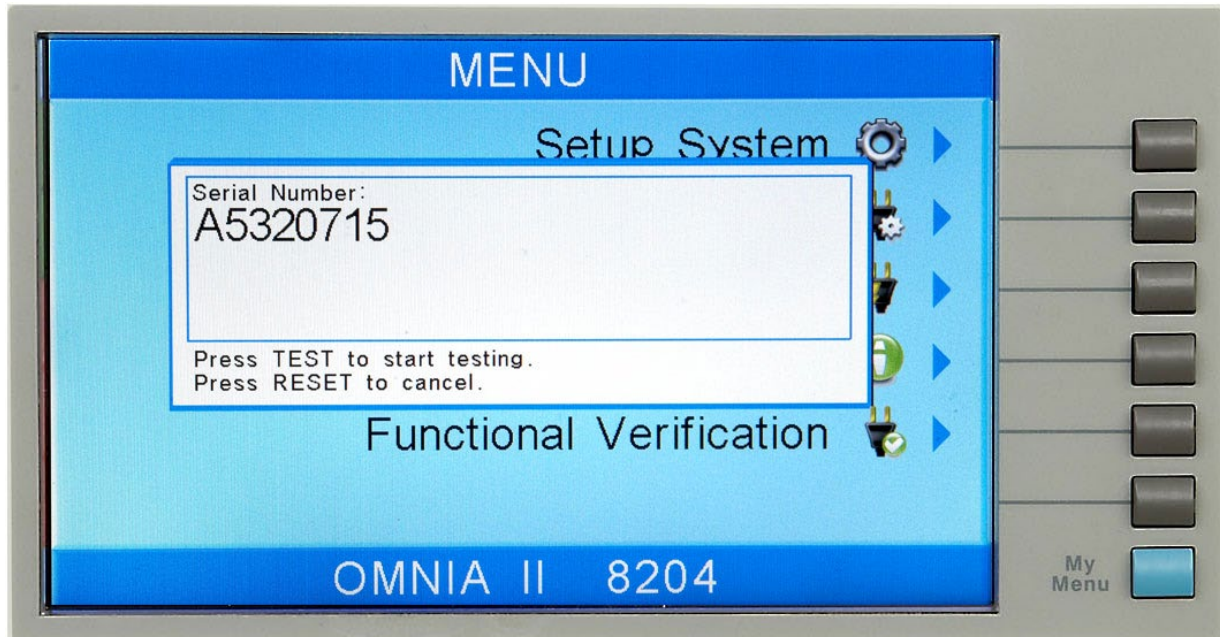 MENU
Setup System
Serial Number:
A5320715
Press TEST to start testing.
Press RESET to cancel.
Functional Verification
OMNIA II 8204
My
Menu